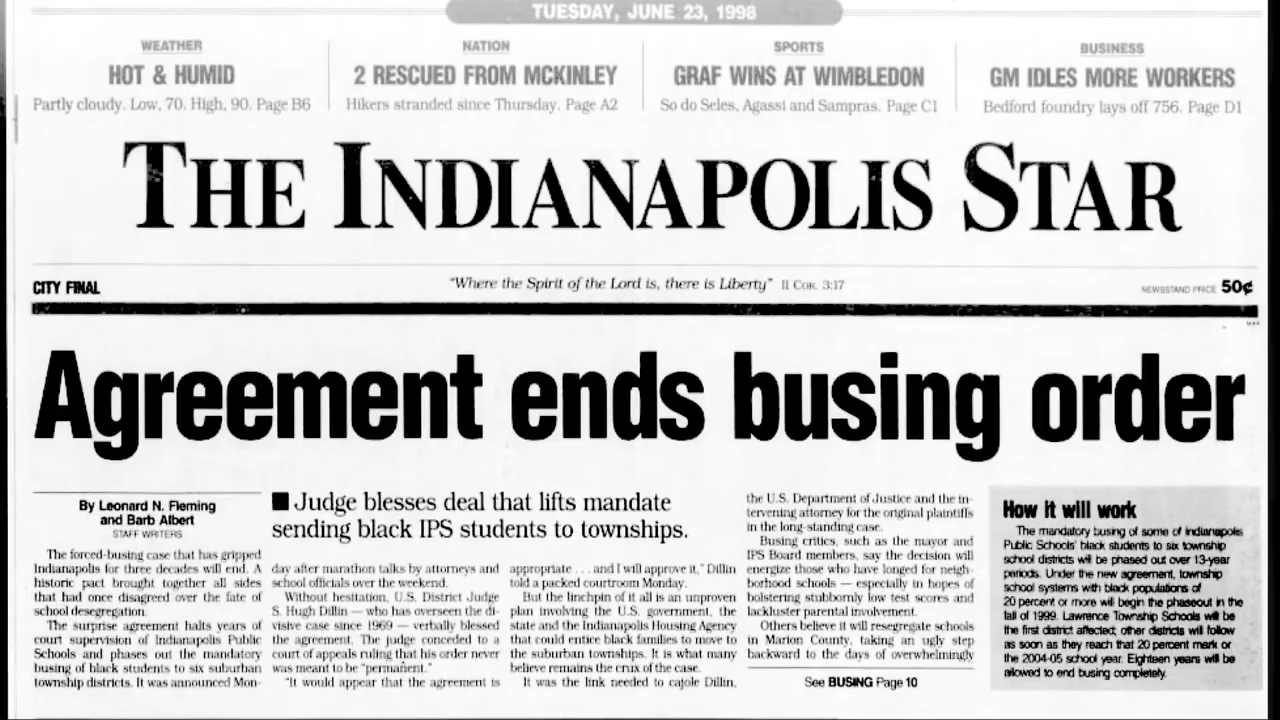 TUESDAY, JUNE 23, 1998
WEATHER
HOT & HUMID
Partly cloudy. Low, 70. High, 90. Page B6
NATION
2 RESCUED FROM MCKINLEY
Hikers stranded since Thursday. Page A2
SPORTS
GRAF WINS AT WIMBLEDON
So do Seles, Agassi and Sampras. Page C1
BUSINESS
GM IDLES MORE WORKERS
Bedford foundry lays off 756. Page D1
THE INDIANAPOLIS STAR
CITY FINAL
"Where the Spirit of the Lord is, there is Liberty" II COR. 3:17
NEWSSTAND PRICE 50¢
Agreement ends busing order
By Leonard N. Fleming
and Barb Albert
STAFF WRITERS
The forced-busing case that has gripped
Indianapolis for three decades will end. A
historic pact brought together all sides
that had once disagreed over the fate of
school desegregation.
The surprise agreement halts years of
court supervision of Indianapolis Public
Schools and phases out the mandatory
busing of black students to six suburban
township districts. It was announced Mon-
■ Judge blesses deal that lifts mandate
sending black IPS students to townships.
day after marathon talks by attorneys and
school officials over the weekend.
Without hesitation, U.S. District Judge
S. Hugh Dillin — who has overseen the di-
visive case since 1969 — verbally blessed
the agreement. The judge conceded to a
court of appeals ruling that his order never
was meant to be "permanent."
"It would appear that the agreement is
appropriate . . . and I will approve it," Dillin
told a packed courtroom Monday.
But the linchpin of it all is an unproven
plan involving the U.S. government, the
state and the Indianapolis Housing Agency
that could entice black families to move to
the suburban townships. It is what many
believe remains the crux of the case.
It was the link needed to cajole Dillin,
the U.S. Department of Justice and the in-
tervening attorney for the original plaintiffs
in the long-standing case.
Busing critics, such as the mayor and
IPS Board members, say the decision will
energize those who have longed for neigh-
borhood schools — especially in hopes of
bolstering stubbornly low test scores and
lackluster parental involvement.
Others believe it will resegregate schools
in Marion County, taking an ugly step
backward to the days of overwhelmingly
See BUSING Page 10
How it will work
The mandatory busing of some of Indianapolis
Public Schools' black students to six township
school districts will be phased out over 13-year
periods. Under the new agreement, township
school systems with black populations of
20 percent or more will begin the phaseout in the
fall of 1999. Lawrence Township Schools will be
the first district affected; other districts will follow
as soon as they reach that 20 percent mark or
the 2004-05 school year. Eighteen years will be
allowed to end busing completely.